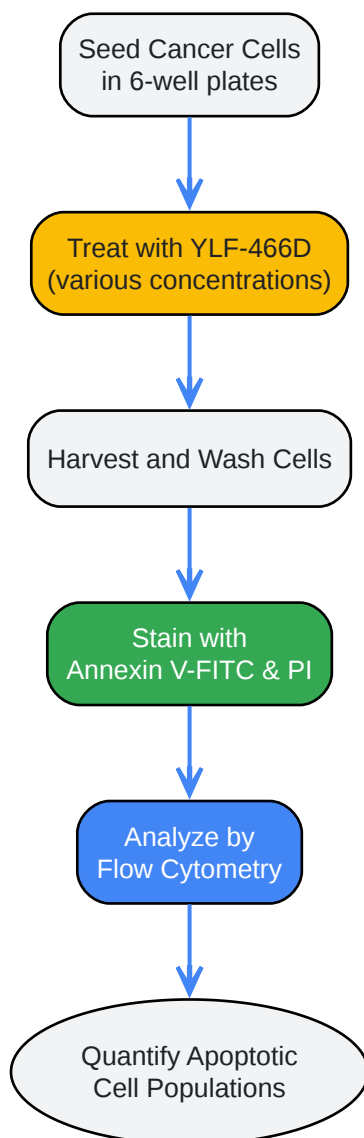 Seed Cancer Cells
in 6-well plates
Treat with YLF-466D
(various concentrations)
Harvest and Wash Cells
Stain with
Annexin V-FITC & PI
Analyze by
Flow Cytometry
Quantify Apoptotic
Cell Populations